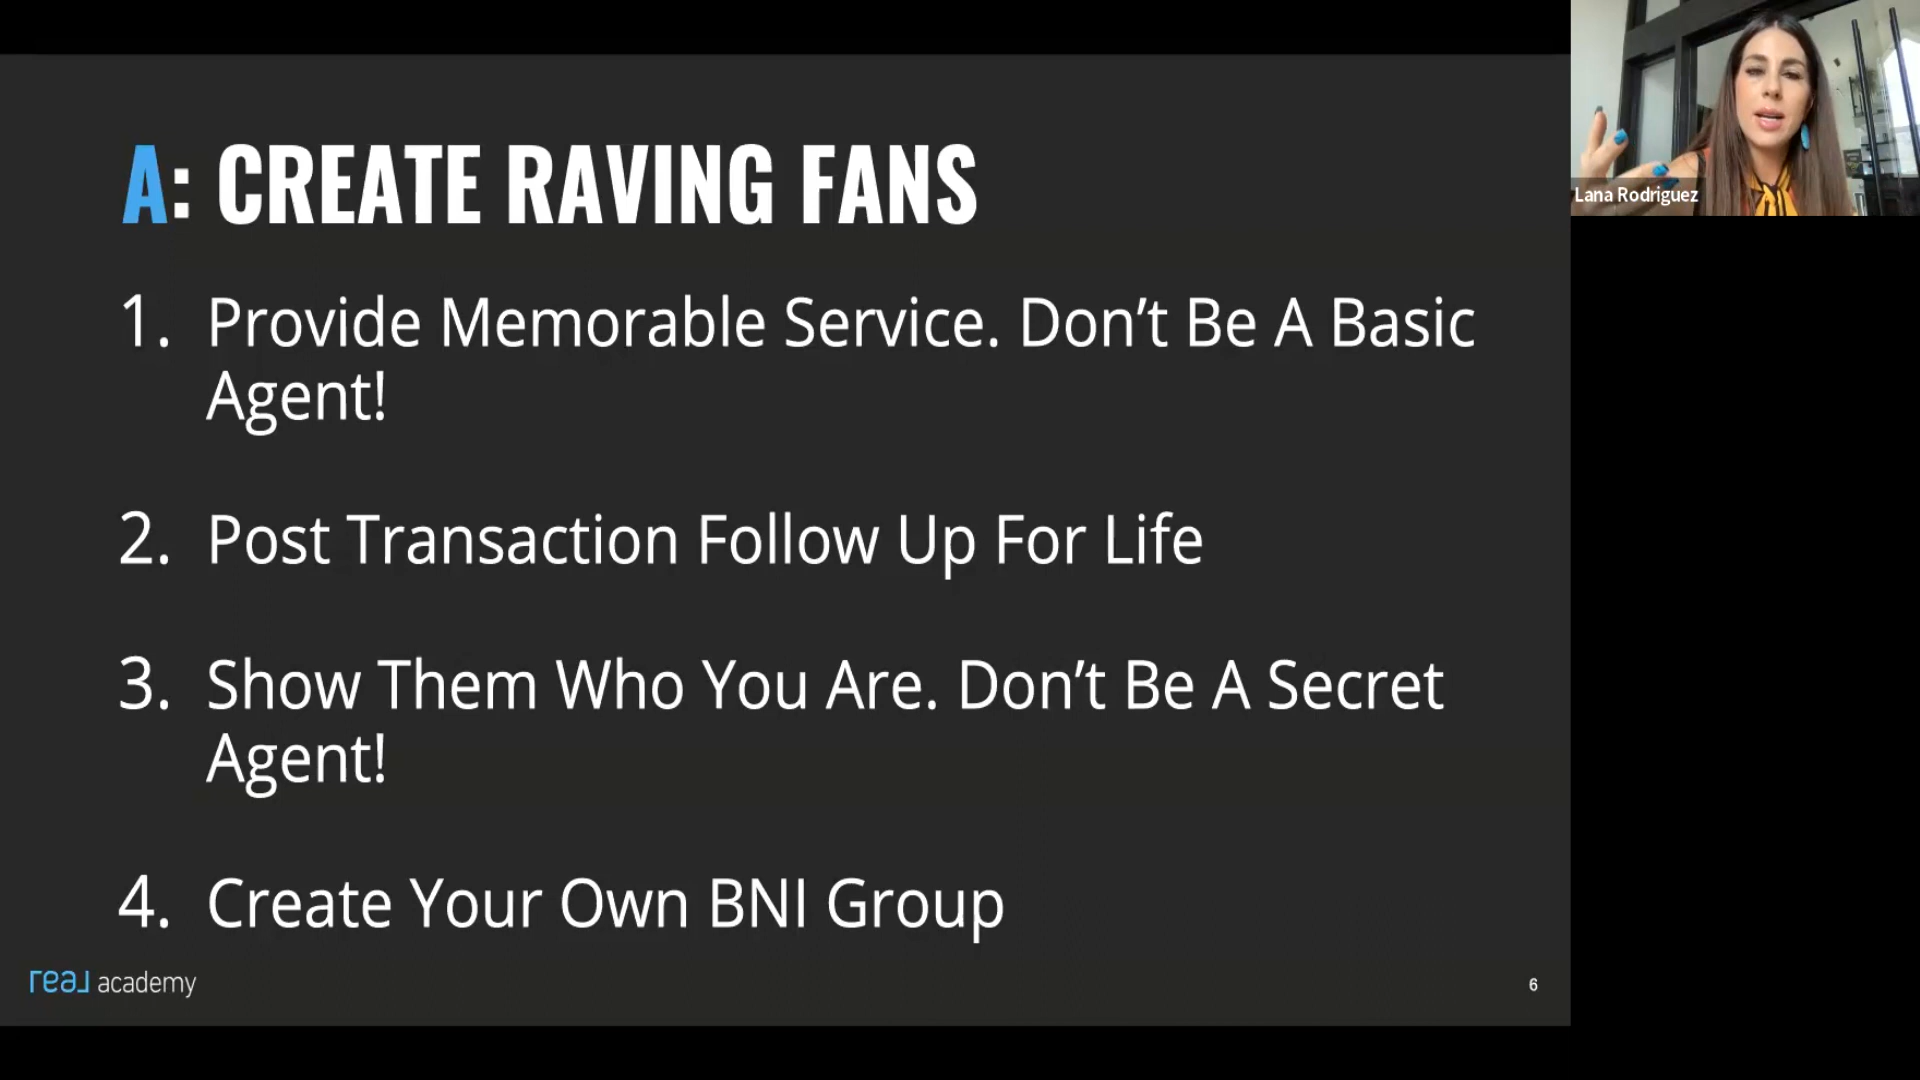 A: CREATE RAVING FANS
1. Provide Memorable Service. Don’t Be A Basic
Agent!
2. Post Transaction Follow Up For Life
3. Show Them Who You Are. Don’t Be A Secret
Agent!
4. Create Your Own BNI Group
real academy
6
Lana Rodriguez